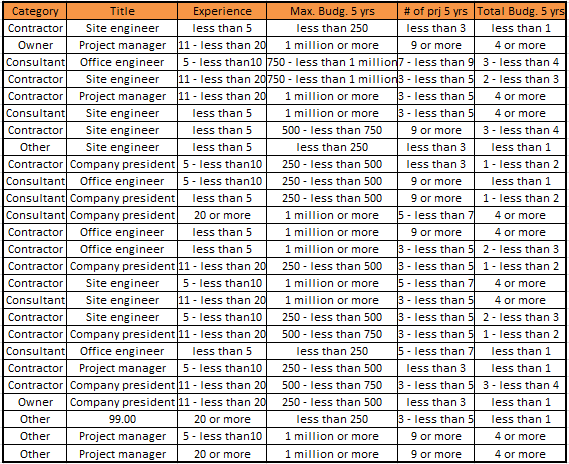 Category Title Experience Max. Budg. 5 yrs # of prj 5 yrs Total Budg. 5 yrs
Contractor Site engineer less than 5 less than 250 less than 3 less than 1
Owner Project manager 11 - less than 20 1 million or more 9 or more 4 or more
Consultant Office engineer 5 - less than10 750 - less than 1 million 7 - less than 9 3 - less than 4
Contractor Site engineer 11 - less than 20 750 - less than 1 million 3 - less than 5 2 - less than 3
Contractor Project manager 11 - less than 20 1 million or more 3 - less than 5 4 or more
Consultant Site engineer less than 5 1 million or more 3 - less than 5 4 or more
Contractor Site engineer less than 5 500 - less than 750 9 or more 3 - less than 4
Other Site engineer less than 5 less than 250 less than 3 less than 1
Contractor Company president 5 - less than10 250 - less than 500 less than 3 1 - less than 2
Consultant Office engineer 5 - less than10 250 - less than 500 9 or more less than 1
Consultant Company president less than 5 250 - less than 500 9 or more 1 - less than 2
Consultant Company president 20 or more 1 million or more 5 - less than 7 4 or more
Contractor Office engineer less than 5 1 million or more 9 or more 4 or more
Contractor Office engineer less than 5 1 million or more 3 - less than 5 2 - less than 3
Contractor Company president 11 - less than 20 250 - less than 500 3 - less than 5 1 - less than 2
Contractor Site engineer 5 - less than10 1 million or more 5 - less than 7 4 or more
Consultant Site engineer 11 - less than 20 1 million or more 3 - less than 5 4 or more
Contractor Site engineer 5 - less than10 250 - less than 500 3 - less than 5 2 - less than 3
Contractor Company president 11 - less than 20 500 - less than 750 3 - less than 5 1 - less than 2
Consultant Office engineer less than 5 less than 250 5 - less than 7 less than 1
Contractor Project manager 5 - less than10 250 - less than 500 less than 3 less than 1
Contractor Company president 11 - less than 20 500 - less than 750 3 - less than 5 3 - less than 4
Owner Company president 11 - less than 20 250 - less than 500 less than 3 less than 1
Other 99.00 20 or more less than 250 3 - less than 5 less than 1
Other Project manager 5 - less than10 1 million or more 9 or more 4 or more
Other Project manager 20 or more 1 million or more 9 or more 4 or more